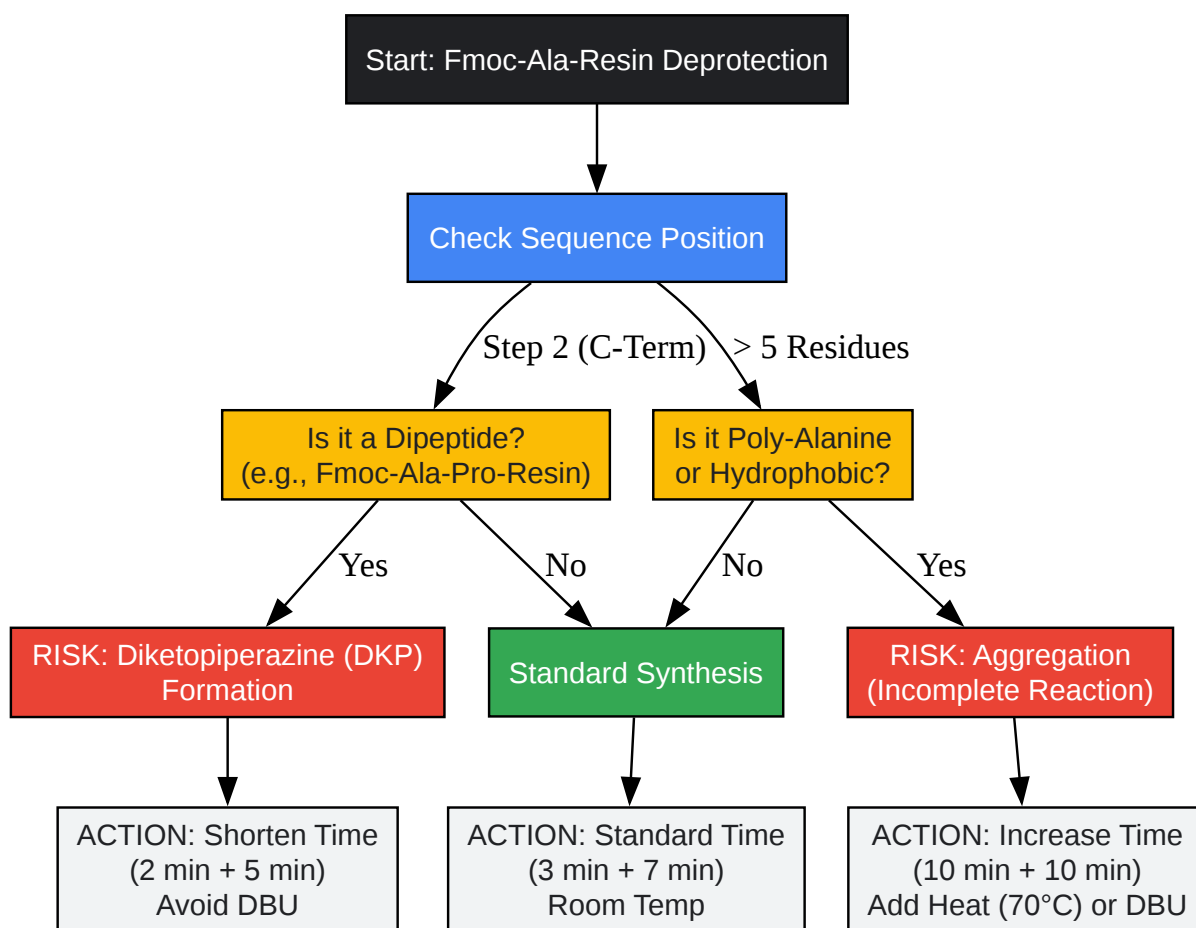 Start: Fmoc-Ala-Resin Deprotection
Check Sequence Position
Step 2 (C-Term)
> 5 Residues
Is it a Dipeptide?
(e.g., Fmoc-Ala-Pro-Resin)
Is it Poly-Alanine
or Hydrophobic?
Yes
No
No
Yes
RISK: Diketopiperazine (DKP)
Formation
Standard Synthesis
RISK: Aggregation
(Incomplete Reaction)
ACTION: Shorten Time
(2 min + 5 min)
Avoid DBU
ACTION: Standard Time
(3 min + 7 min)
Room Temp
ACTION: Increase Time
(10 min + 10 min)
Add Heat (70°C) or DBU